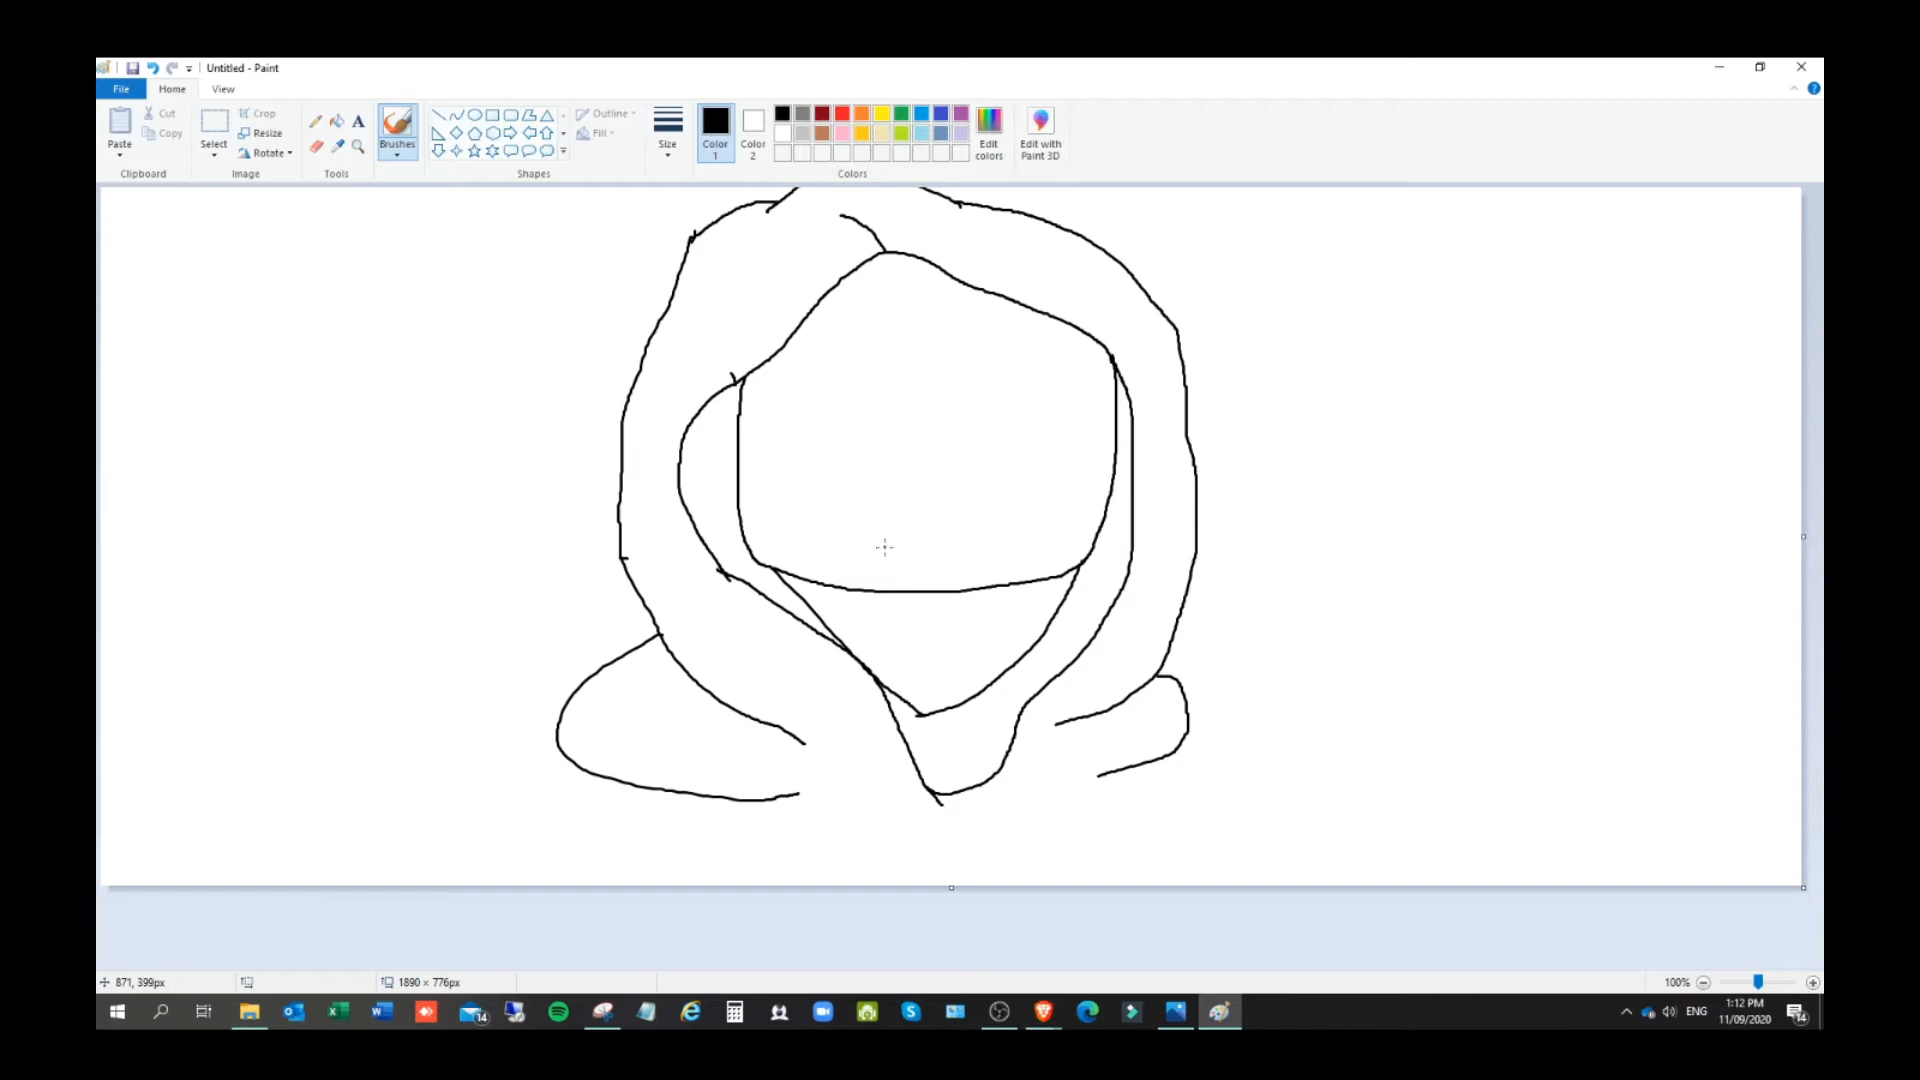 Untitled - Paint
File Home View
Paste
Cut
Copy
Clipboard
Select
Crop
Resize
Rotate
Image
A
Tools
Brushes
Outline
Fill
Shapes
Size
Color 1
Color 2
Edit colors
Colors
Edit with Paint 3D
871, 399px
1890 × 776px
100%
14
ENG
1:12 PM
11/09/2020
14